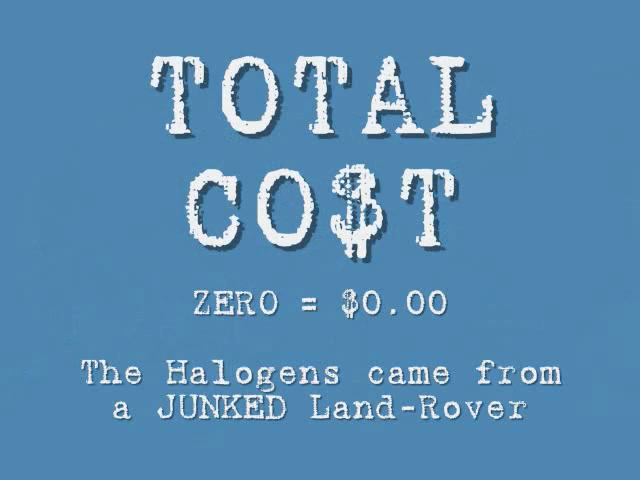 TOTAL
CO$T
ZERO = $0.00
The Halogens came from
a JUNKED Land-Rover